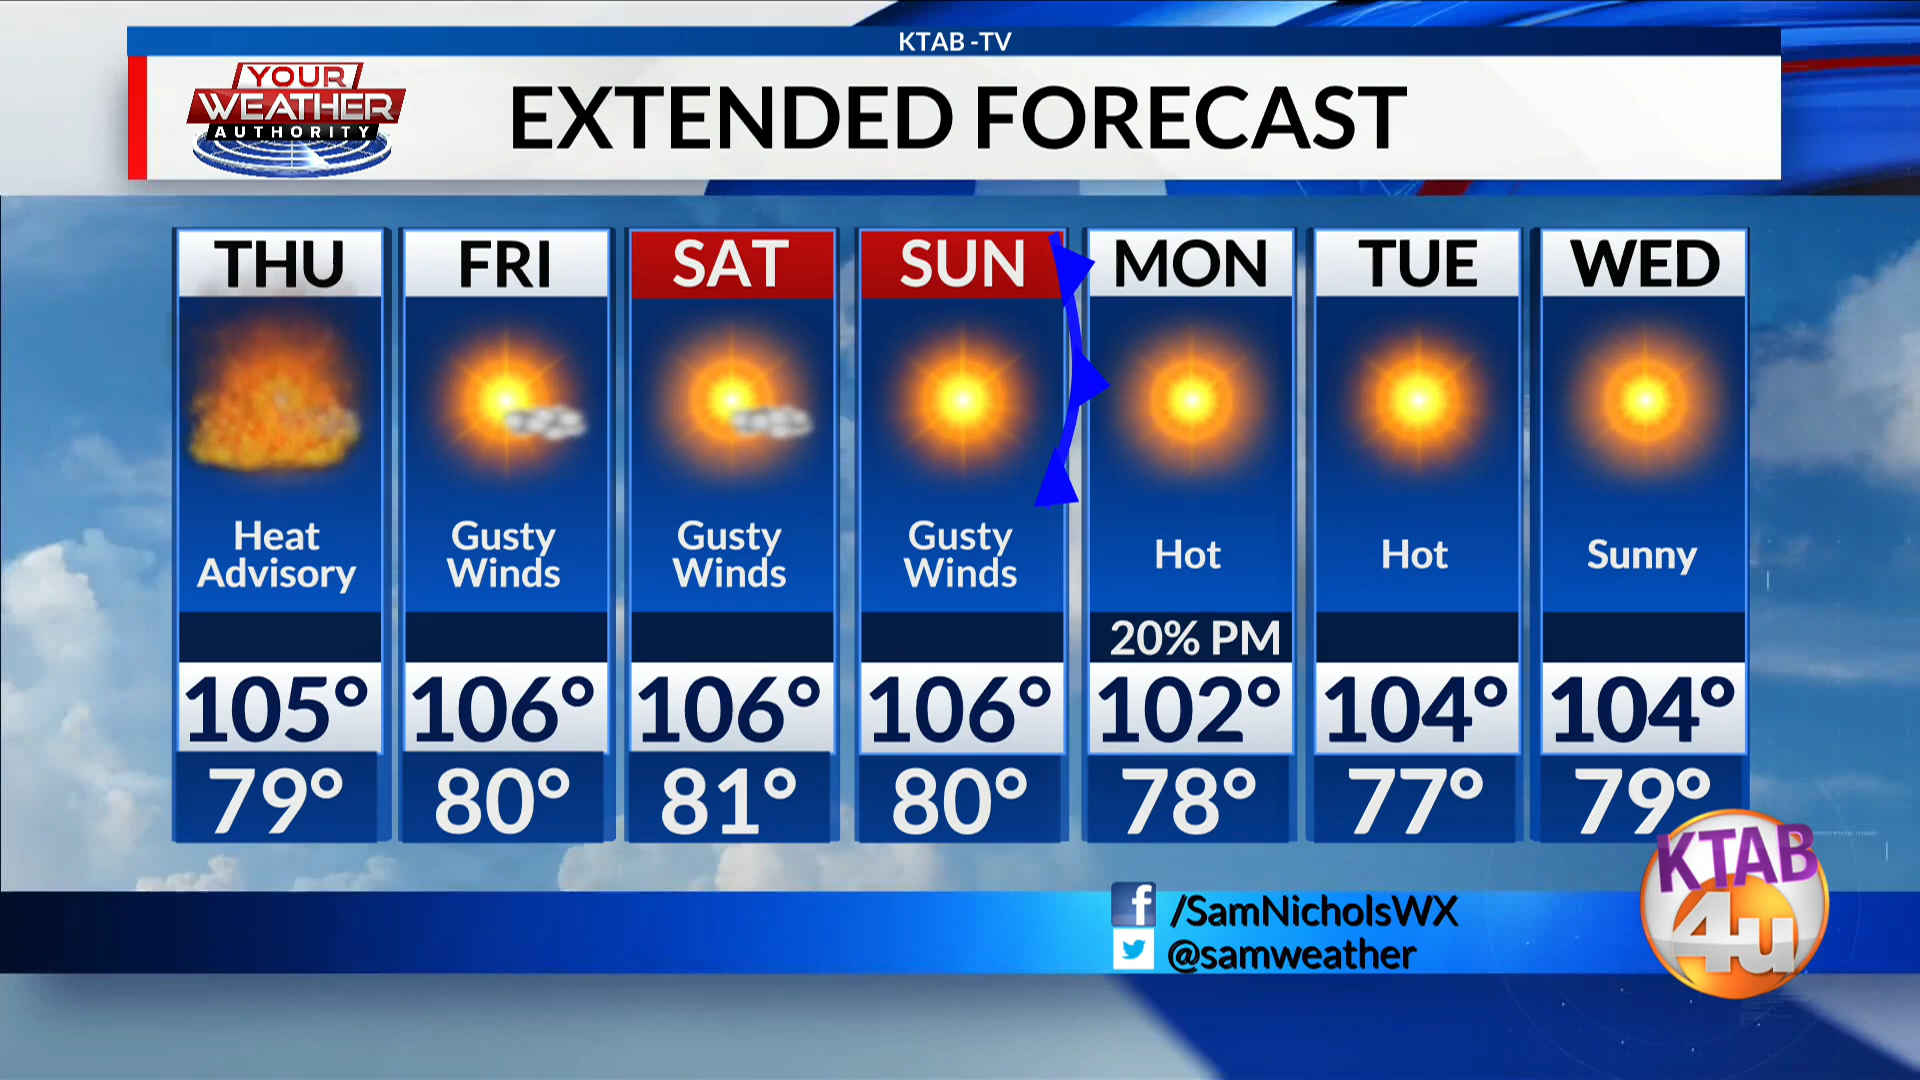 KTAB -TV
YOUR
WEATHER
AUTHORITY
EXTENDED FORECAST
THU FRI SAT SUN MON TUE WED
Heat Advisory
Gusty Winds
Gusty Winds
Gusty Winds
Hot
Hot
Sunny
20% PM
105° 106° 106° 106° 102° 104° 104°
79° 80° 81° 80° 78° 77° 79°
f /SamNicholsWX
@samweather
KTAB
4u